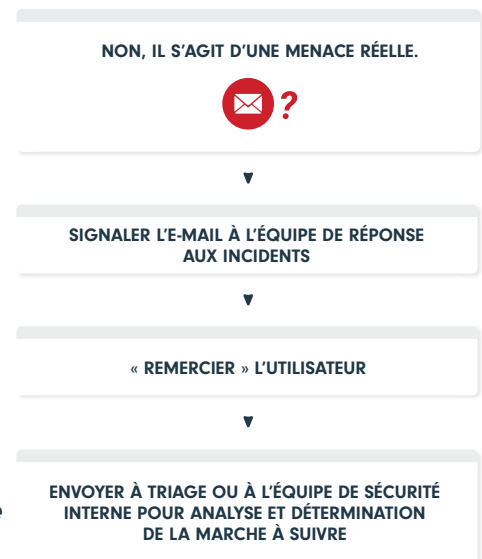 NON, IL S'AGIT D'UNE MENACE RÉELLE.
?
SIGNALER L'E-MAIL À L'ÉQUIPE DE RÉPONSE
AUX INCIDENTS
« REMERCIER » L'UTILISATEUR
ENVOYER À TRIAGE OU À L'ÉQUIPE DE SÉCURITÉ
INTERNE POUR ANALYSE ET DÉTERMINATION
DE LA MARCHE À SUIVRE